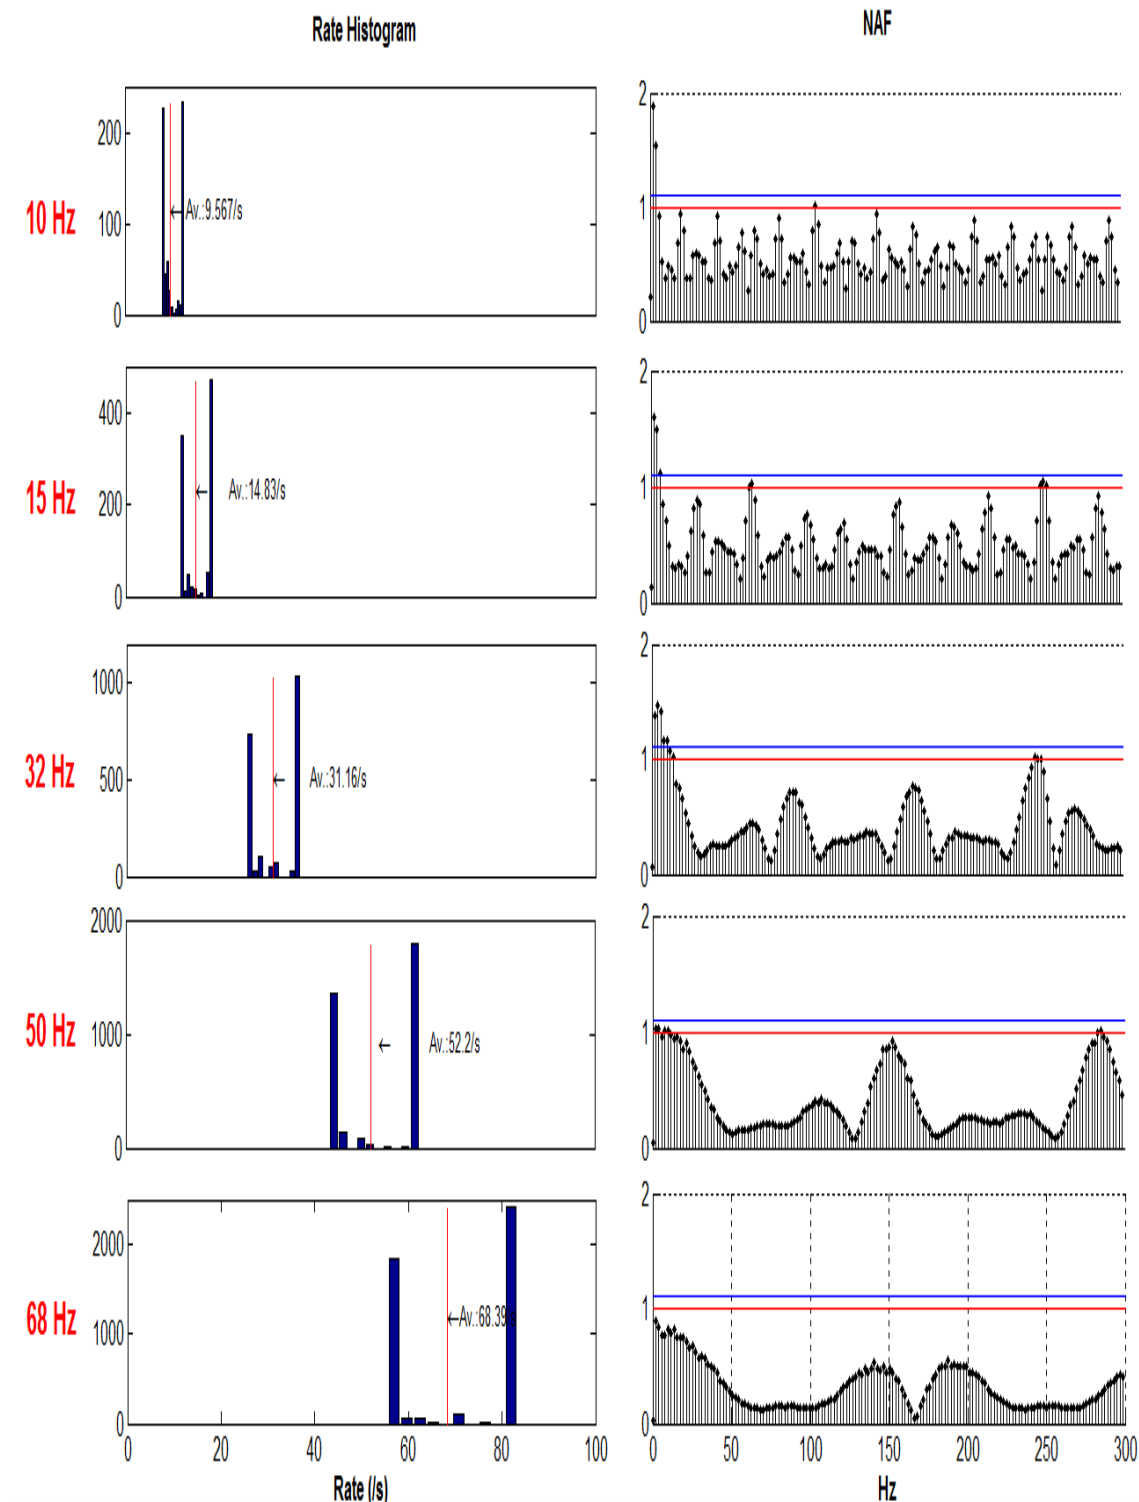 Rate Histogram
NAF
10 Hz
200
100
0
Av.:9.567/s
2
1
0
15 Hz
400
200
0
Av.:14.83/s
2
1
0
32 Hz
1000
500
0
Av.:31.16/s
2
1
0
50 Hz
2000
1000
0
Av.:52.2/s
2
1
0
68 Hz
2000
1000
0
Av.:68.39/s
2
1
0
0 20 40 60 80 100
0 50 100 150 200 250 300
Rate (/s)
Hz